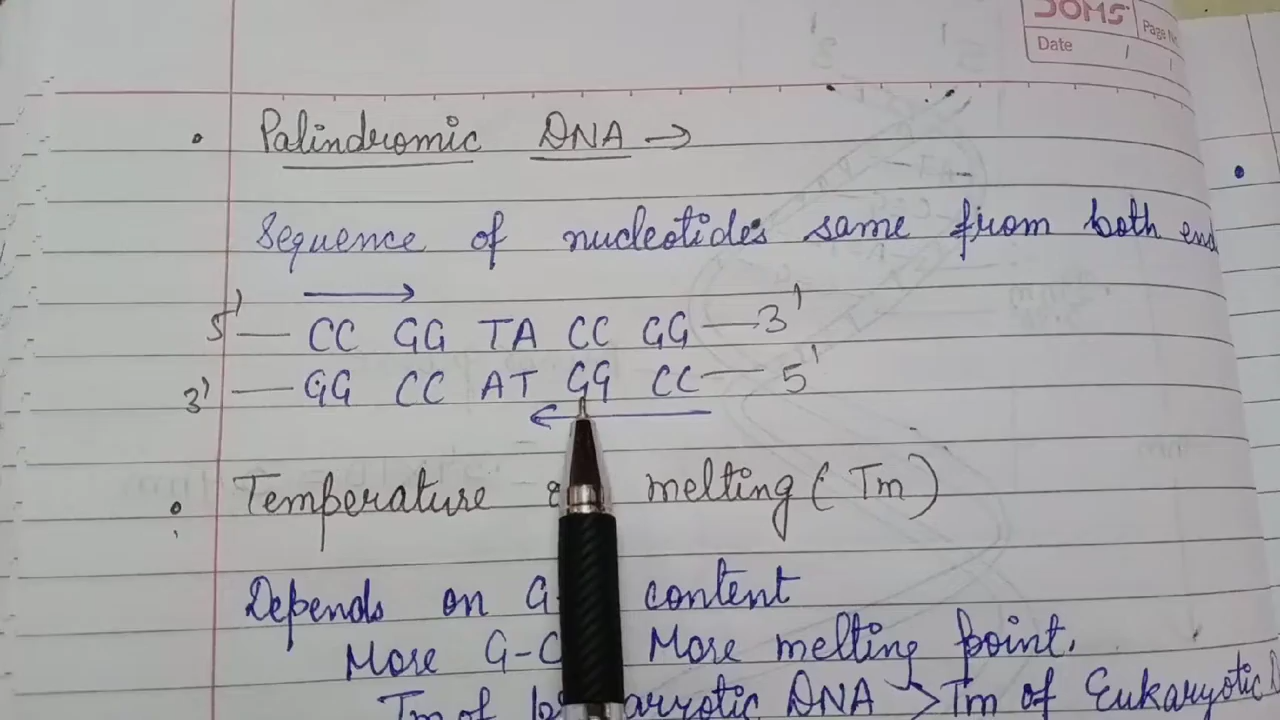 DOMS
Page No.
Date / /
• Palindromic DNA →
Sequence of nucleotides same from both end
5' — CC GG TA CC GG — 3'
3' — GG CC AT GG CC — 5'
• Temperature melting (Tm)
Depends on G content
More G-C More melting point.
Tm of DNA > Tm of Eukaryotic